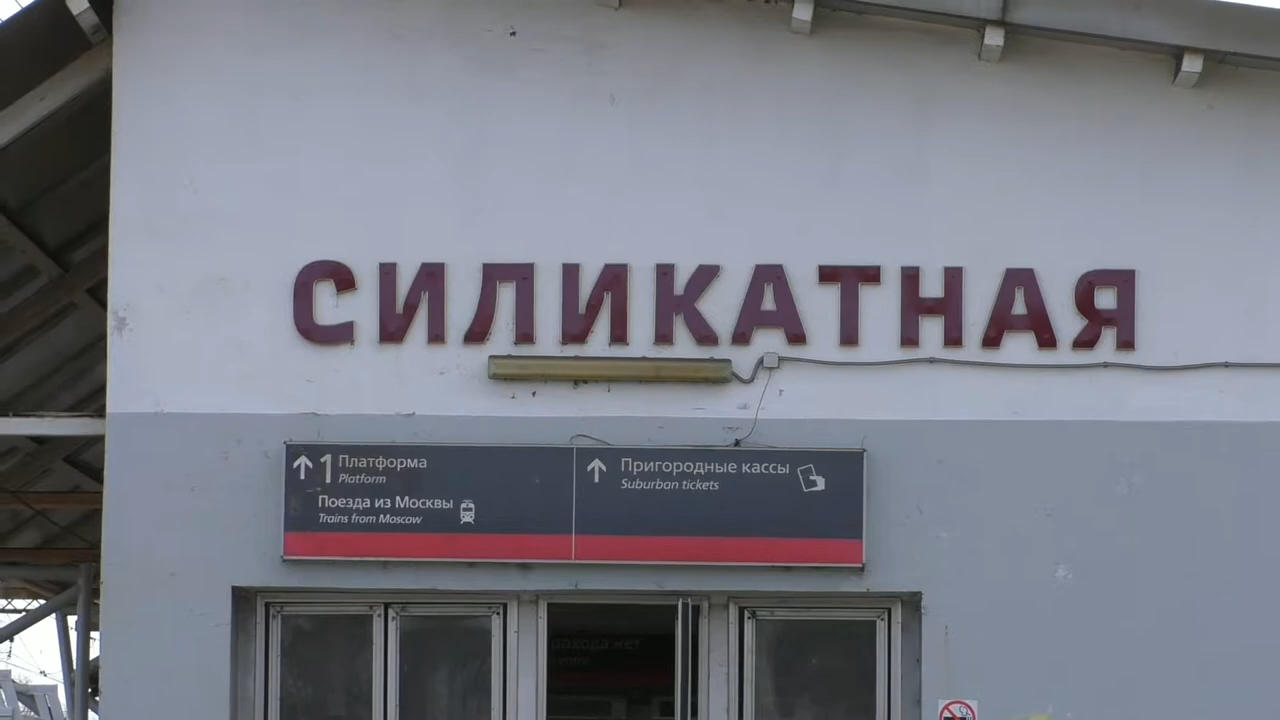 СИЛИКАТНАЯ
1 Платформа
Platform
Поезда из Москвы
Trains from Moscow
Пригородные кассы
Suburban tickets